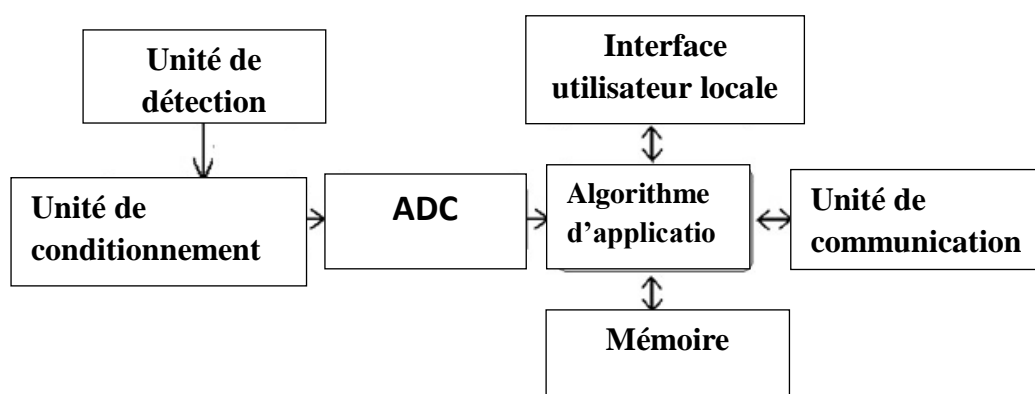 Unité de
détection
Interface
utilisateur locale
Unité de
conditionnement
ADC
Algorithme
d’applicatio
Unité de
communication
Mémoire